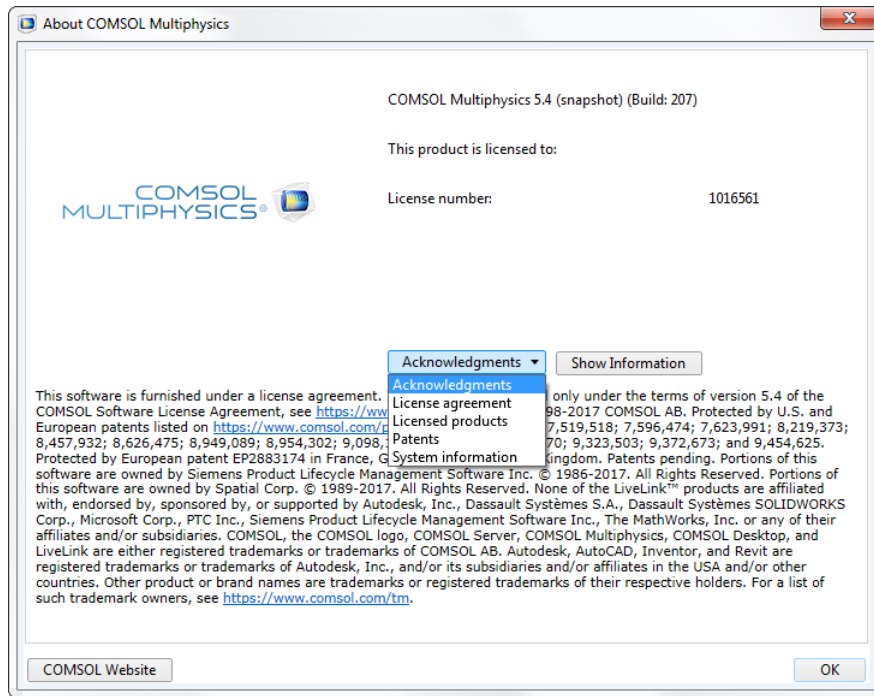 About COMSOL Multiphysics
COMSOL Multiphysics 5.4 (snapshot) (Build: 207)
This product is licensed to:
COMSOL
MULTIPHYSICS®
License number: 1016561
Acknowledgments Show Information
Acknowledgments
License agreement
Licensed products
Patents
System information
This software is furnished under a license agreement. only under the terms of version 5.4 of the
COMSOL Software License Agreement, see https://ww 98-2017 COMSOL AB. Protected by U.S. and
European patents listed on https://www.comsol.com/p 7,519,518; 7,596,474; 7,623,991; 8,219,373;
8,457,932; 8,626,475; 8,949,089; 8,954,302; 9,098, 70; 9,323,503; 9,372,673; and 9,454,625.
Protected by European patent EP2883174 in France, G Kingdom. Patents pending. Portions of this
software are owned by Siemens Product Lifecycle Management Software Inc. © 1986-2017. All Rights Reserved. Portions of
this software are owned by Spatial Corp. © 1989-2017. All Rights Reserved. None of the LiveLink™ products are affiliated
with, endorsed by, sponsored by, or supported by Autodesk, Inc., Dassault Systèmes S.A., Dassault Systèmes SOLIDWORKS
Corp., Microsoft Corp., PTC Inc., Siemens Product Lifecycle Management Software Inc., The MathWorks, Inc. or any of their
affiliates and/or subsidiaries. COMSOL, the COMSOL logo, COMSOL Server, COMSOL Multiphysics, COMSOL Desktop, and
LiveLink are either registered trademarks or trademarks of COMSOL AB. Autodesk, AutoCAD, Inventor, and Revit are
registered trademarks or trademarks of Autodesk, Inc., and/or its subsidiaries and/or affiliates in the USA and/or other
countries. Other product or brand names are trademarks or registered trademarks of their respective holders. For a list of
such trademark owners, see https://www.comsol.com/tm.
COMSOL Website OK